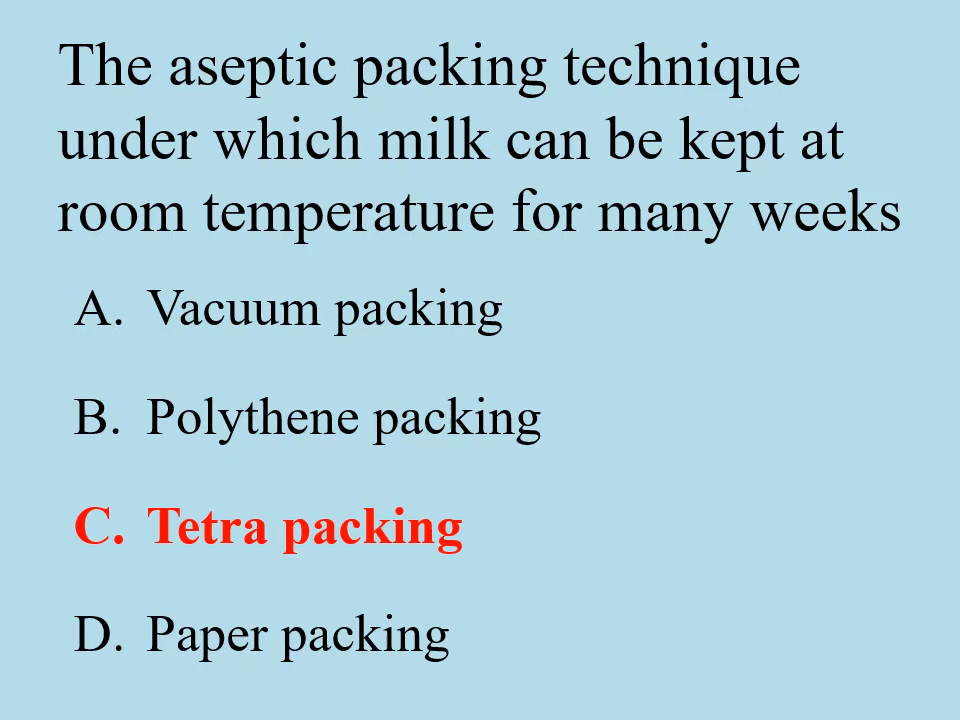 The aseptic packing technique
under which milk can be kept at
room temperature for many weeks
A. Vacuum packing
B. Polythene packing
C. Tetra packing
D. Paper packing